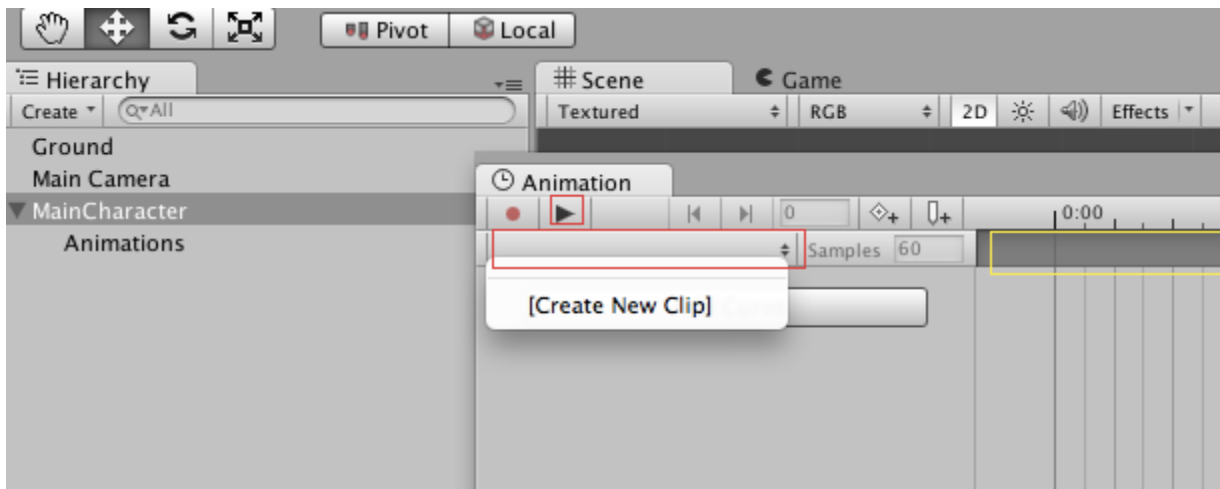 Pivot Local
Hierarchy
Create All
# Scene Game
Textured RGB 2D Effects
Ground
Main Camera
MainCharacter
Animations
Animation
0 0:00
Samples 60
[Create New Clip]